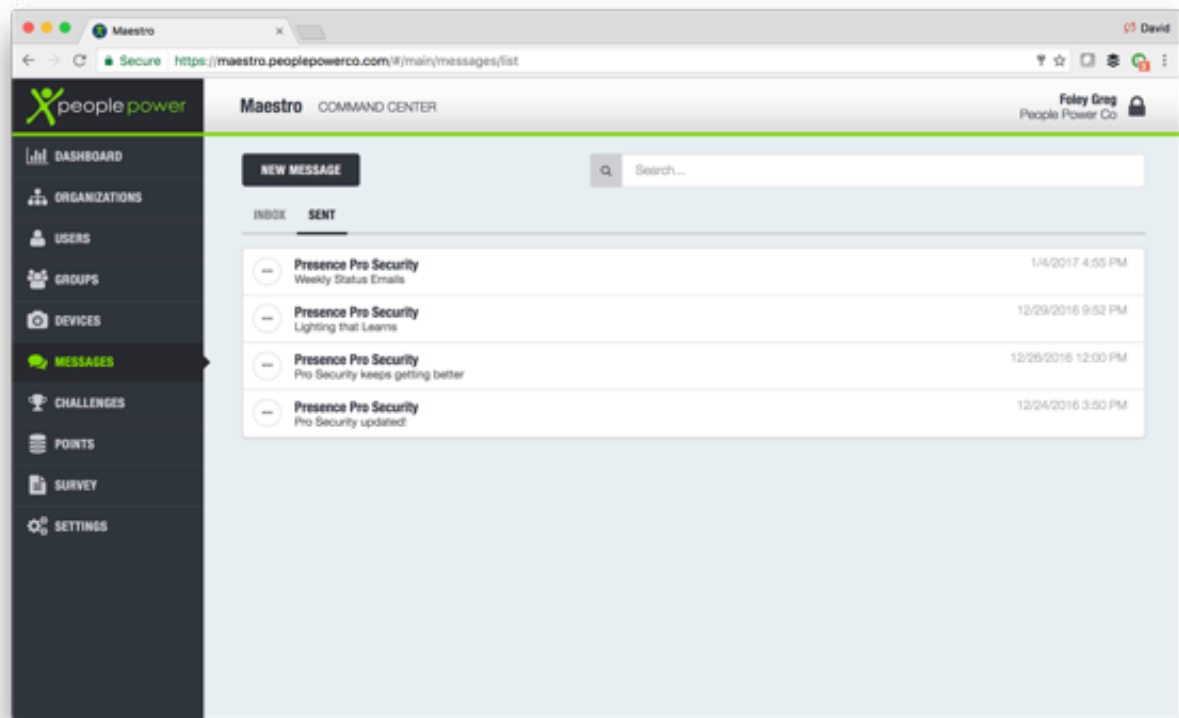 Maestro
David
Secure https://maestro.peoplepowerco.com/#/main/messages/list
peoplepower
Maestro COMMAND CENTER
Foley Greg
People Power Co
DASHBOARD
ORGANIZATIONS
USERS
GROUPS
DEVICES
MESSAGES
CHALLENGES
POINTS
SURVEY
SETTINGS
NEW MESSAGE
Search...
INBOX SENT
Presence Pro Security 1/4/2017 4:55 PM
Weekly Status Emails
Presence Pro Security 12/29/2016 9:52 PM
Lighting that Learns
Presence Pro Security 12/26/2016 12:00 PM
Pro Security keeps getting better
Presence Pro Security 12/24/2016 3:50 PM
Pro Security updated!